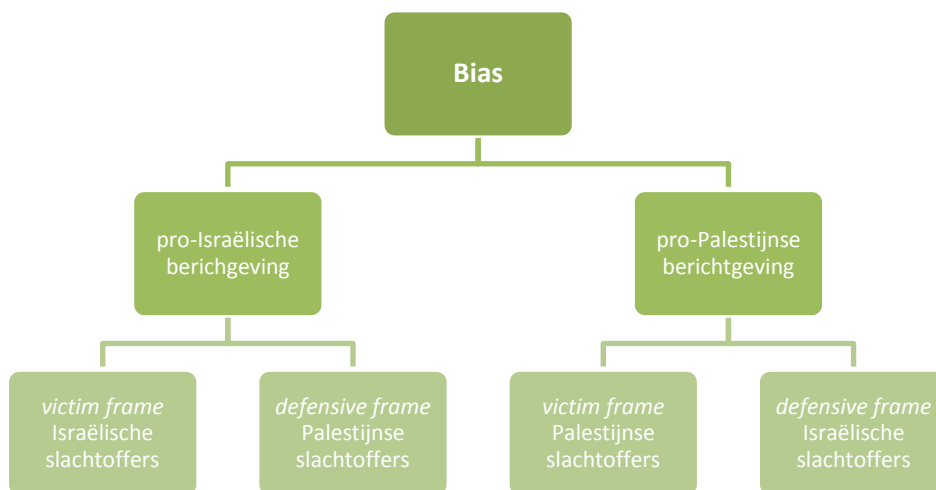 Bias
pro-Israëlische
berichgeving
pro-Palestijnse
berichtgeving
victim frame
Israëlische
slachtoffers
defensive frame
Palestijnse
slachtoffers
victim frame
Palestijnse
slachtoffers
defensive frame
Israëlische
slachtoffers